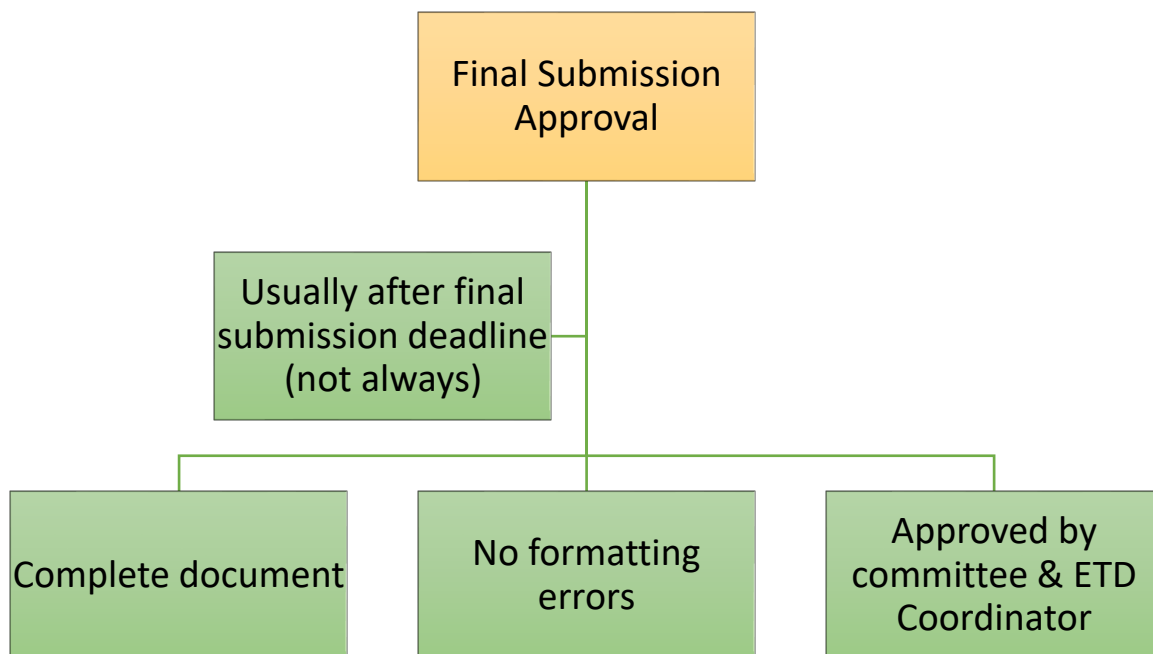 Final Submission
Approval
Usually after final
submission deadline
(not always)
Complete document
No formatting
errors
Approved by
committee & ETD
Coordinator